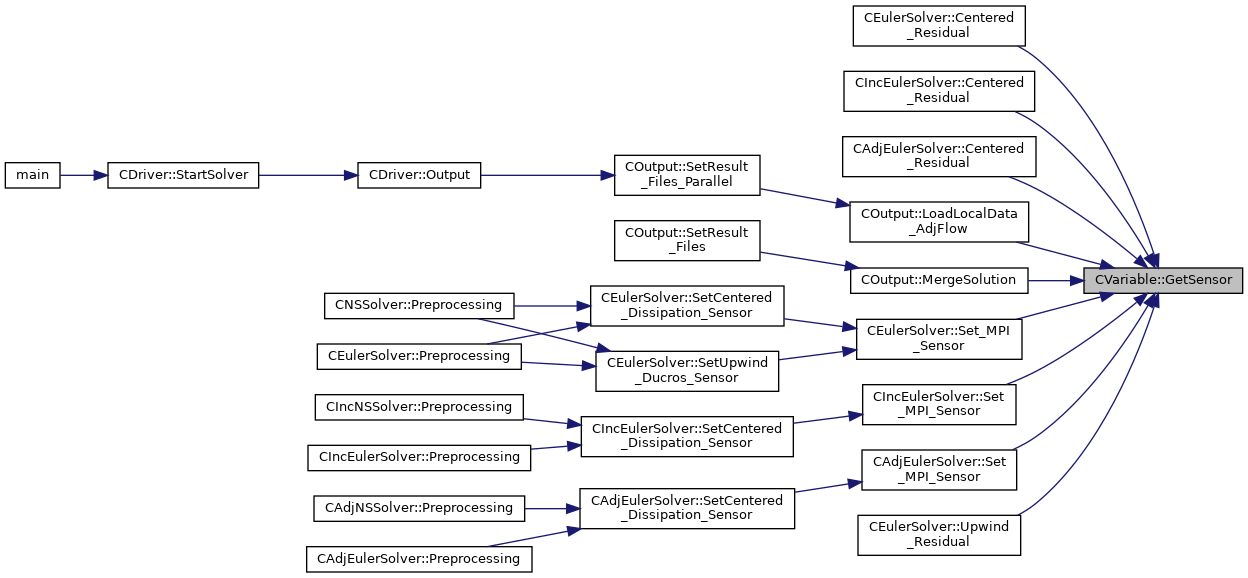 CEulerSolver::Centered
_Residual
CIncEulerSolver::Centered
_Residual
CAdjEulerSolver::Centered
_Residual
main
CDriver::StartSolver
CDriver::Output
COutput::SetResult
_Files_Parallel
COutput::LoadLocalData
_AdjFlow
COutput::SetResult
_Files
COutput::MergeSolution
CVariable::GetSensor
CNSSolver::Preprocessing
CEulerSolver::SetCentered
_Dissipation_Sensor
CEulerSolver::Set_MPI
_Sensor
CEulerSolver::Preprocessing
CEulerSolver::SetUpwind
_Ducros_Sensor
CIncNSSolver::Preprocessing
CIncEulerSolver::Set
_MPI_Sensor
CIncEulerSolver::SetCentered
_Dissipation_Sensor
CIncEulerSolver::Preprocessing
CAdjEulerSolver::Set
_MPI_Sensor
CAdjNSSolver::Preprocessing
CAdjEulerSolver::SetCentered
_Dissipation_Sensor
CEulerSolver::Upwind
_Residual
CAdjEulerSolver::Preprocessing